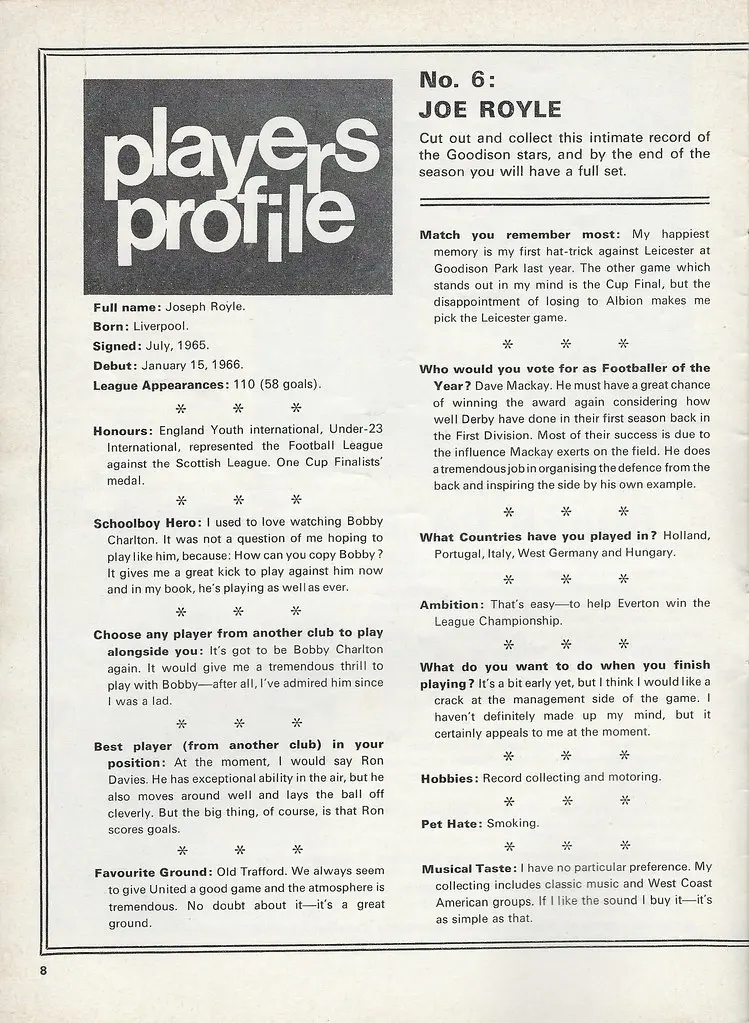 players
profile
Full name: Joseph Royle.
Born: Liverpool.
Signed: July, 1965.
Debut: January 15, 1966.
League Appearances: 110 (58 goals).
* * *
Honours: England Youth international, Under-23
International, represented the Football League
against the Scottish League. One Cup Finalists'
medal.
* * *
Schoolboy Hero: I used to love watching Bobby
Charlton. It was not a question of me hoping to
play like him, because: How can you copy Bobby?
It gives me a great kick to play against him now
and in my book, he's playing as well as ever.
* * *
Choose any player from another club to play
alongside you: It's got to be Bobby Charlton
again. It would give me a tremendous thrill to
play with Bobby—after all, I've admired him since
I was a lad.
* * *
Best player (from another club) in your
position: At the moment, I would say Ron
Davies. He has exceptional ability in the air, but he
also moves around well and lays the ball off
cleverly. But the big thing, of course, is that Ron
scores goals.
* * *
Favourite Ground: Old Trafford. We always seem
to give United a good game and the atmosphere is
tremendous. No doubt about it—it's a great
ground.
No. 6:
JOE ROYLE
Cut out and collect this intimate record of
the Goodison stars, and by the end of the
season you will have a full set.
Match you remember most: My happiest
memory is my first hat-trick against Leicester at
Goodison Park last year. The other game which
stands out in my mind is the Cup Final, but the
disappointment of losing to Albion makes me
pick the Leicester game.
* * *
Who would you vote for as Footballer of the
Year? Dave Mackay. He must have a great chance
of winning the award again considering how
well Derby have done in their first season back in
the First Division. Most of their success is due to
the influence Mackay exerts on the field. He does
a tremendous job in organising the defence from the
back and inspiring the side by his own example.
* * *
What Countries have you played in? Holland,
Portugal, Italy, West Germany and Hungary.
* * *
Ambition: That's easy—to help Everton win the
League Championship.
* * *
What do you want to do when you finish
playing? It's a bit early yet, but I think I would like a
crack at the management side of the game. I
haven't definitely made up my mind, but it
certainly appeals to me at the moment.
* * *
Hobbies: Record collecting and motoring.
* * *
Pet Hate: Smoking.
* * *
Musical Taste: I have no particular preference. My
collecting includes classic music and West Coast
American groups. If I like the sound I buy it—it's
as simple as that.
8